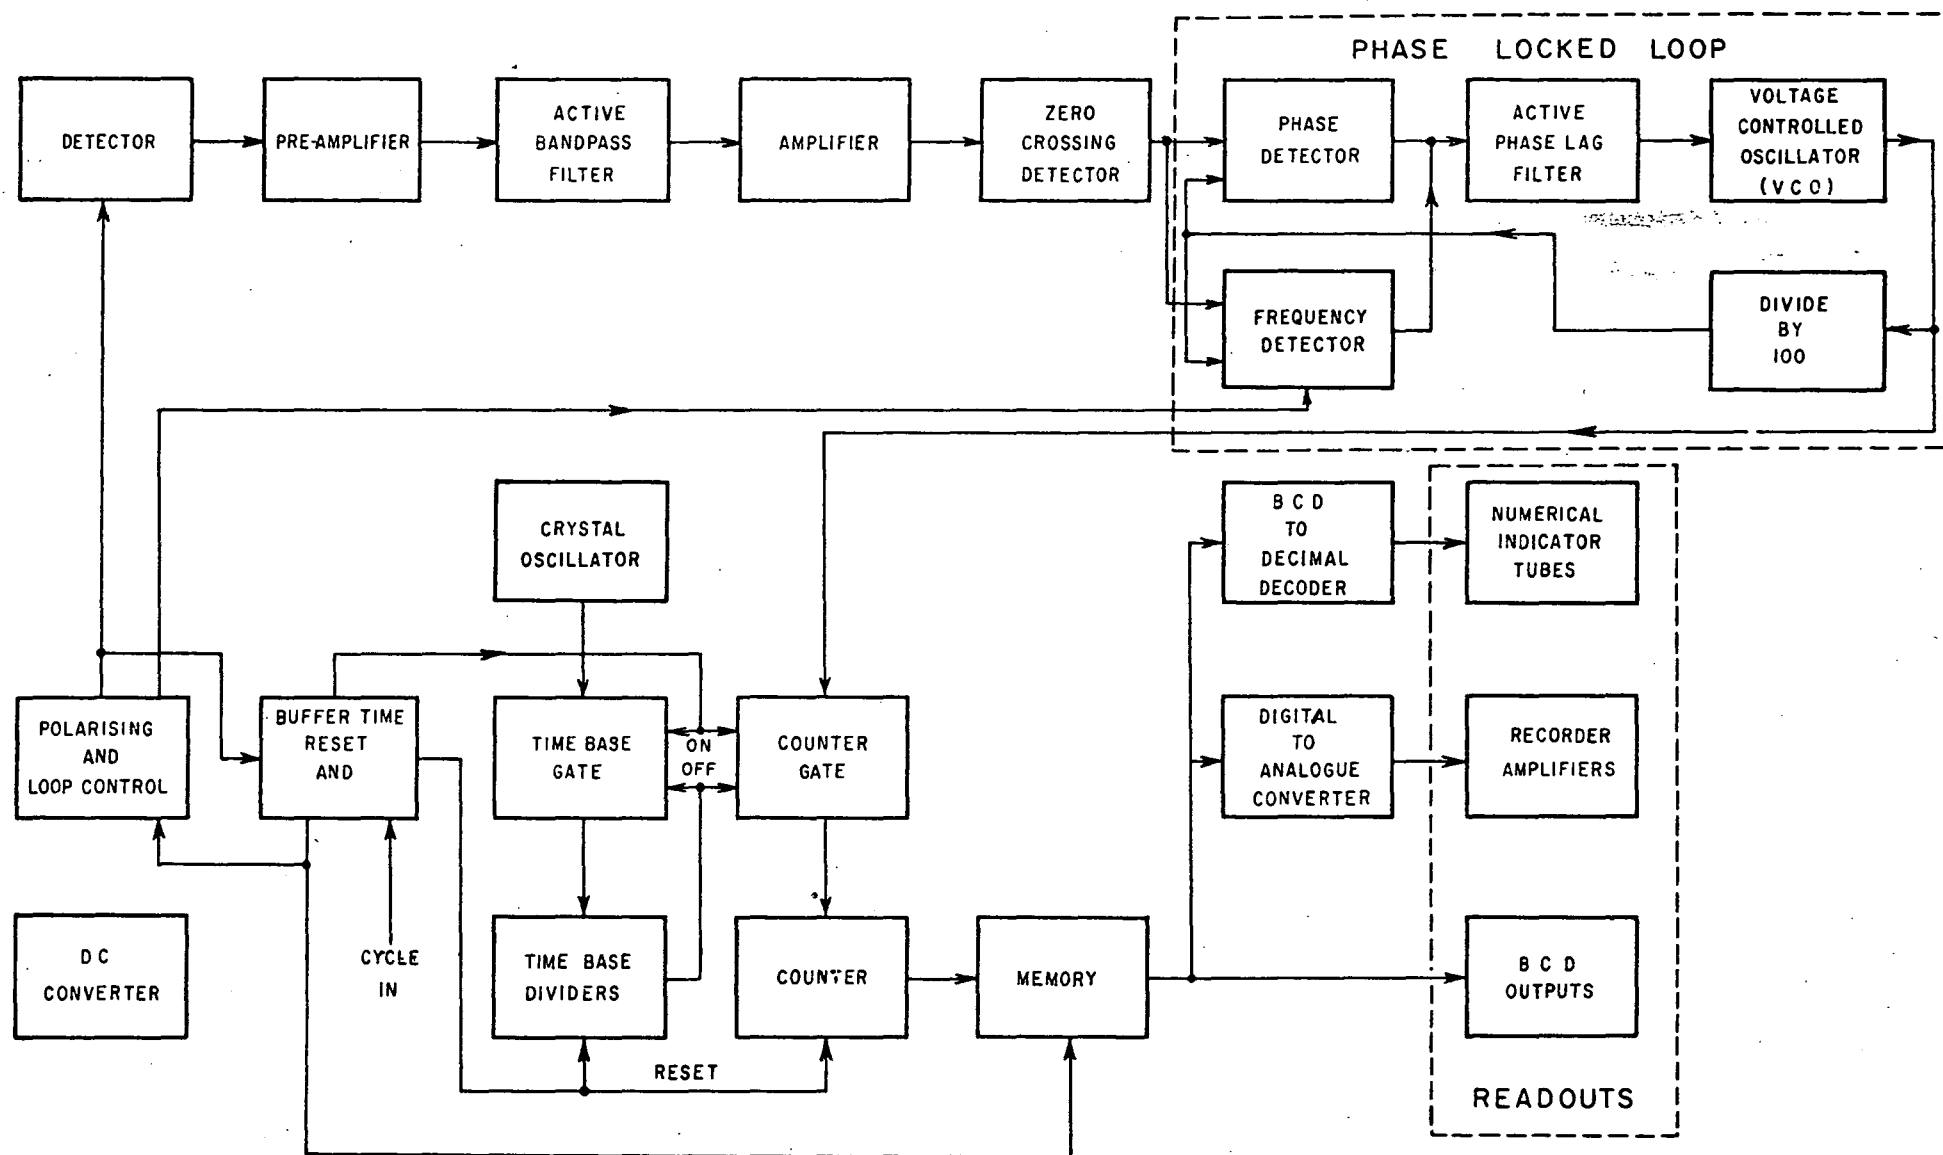 PHASE LOCKED LOOP
DETECTOR
PRE-AMPLIFIER
ACTIVE
BANDPASS
FILTER
AMPLIFIER
ZERO
CROSSING
DETECTOR
PHASE
DETECTOR
ACTIVE
PHASE LAG
FILTER
VOLTAGE
CONTROLLED
OSCILLATOR
(VCO)
FREQUENCY
DETECTOR
DIVIDE
BY
100
CRYSTAL
OSCILLATOR
BCD
TO
DECIMAL
DECODER
NUMERICAL
INDICATOR
TUBES
POLARISING
AND
LOOP CONTROL
BUFFER TIME
RESET
AND
TIME BASE
GATE
ON
OFF
COUNTER
GATE
DIGITAL
TO
ANALOGUE
CONVERTER
RECORDER
AMPLIFIERS
DC
CONVERTER
CYCLE
IN
TIME BASE
DIVIDERS
COUNTER
MEMORY
BCD
OUTPUTS
RESET
READOUTS